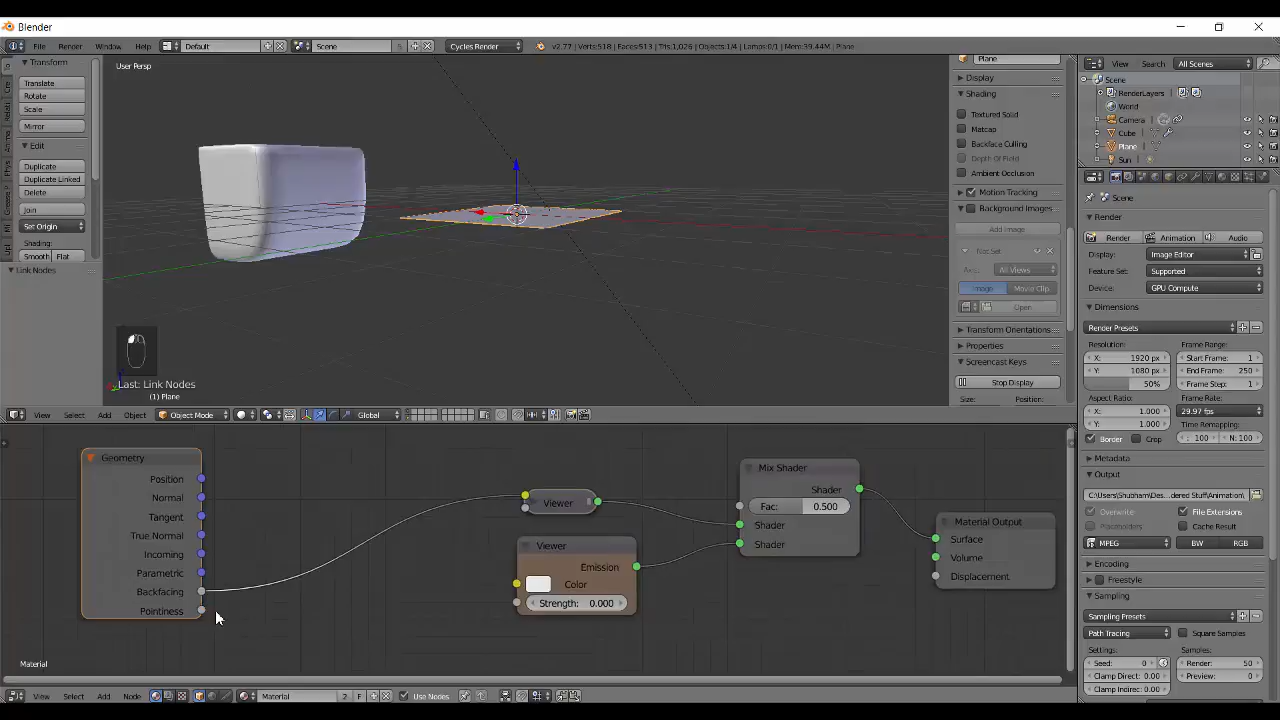 Blender
File Render Window Help Default Scene Cycles Render v2.77 | Verts:518 | Faces:513 | Tris:1,026 | Objects:1/4 | Lamps:0/1 | Mem:39.44M | Plane
Transform
Translate
Rotate
Scale
Mirror
Edit
Duplicate
Duplicate Linked
Delete
Join
Set Origin
Shading:
Smooth Flat
Link Nodes
User Persp
Last: Link Nodes
(1) Plane
Plane
Display
Shading
Textured Solid
Matcap
Backface Culling
Depth Of Field
Ambient Occlusion
Motion Tracking
Background Images
Add Image
Not Set
Axis: All Views
Image Movie Clip
Open
Transform Orientations
Properties
Screencast Keys
Stop Display
Size: Position:
View Select Add Object Object Mode Global
Geometry
Position
Normal
Tangent
True Normal
Incoming
Parametric
Backfacing
Pointiness
Viewer
Viewer
Emission
Color
Strength: 0.000
Mix Shader
Shader
Fac: 0.500
Shader
Shader
Material Output
Surface
Volume
Displacement
Material
View Select Add Node Material 2 F Use Nodes
View Search All Scenes
Scene
RenderLayers
World
Camera
Cube
Plane
Sun
Scene
Render
Render Animation Audio
Display: Image Editor
Feature Set: Supported
Device: GPU Compute
Dimensions
Render Presets
Resolution: Frame Range:
X: 1920 px Start Frame: 1
Y: 1080 px End Frame: 250
50% Frame Step: 1
Aspect Ratio: Frame Rate:
X: 1.000 29.97 fps
Y: 1.000 Time Remapping:
Border Crop : 100 N: 100
Metadata
Output
C:\Users\Shubham\Des...dered Stuff\Animation\
Overwrite File Extensions
Placeholders Cache Result
MPEG BW RGB
Encoding
Freestyle
Sampling
Sampling Presets
Path Tracing Square Samples
Settings: Samples:
Seed: 0 Render: 50
Clamp Direct: 0.00 Preview: 0
Clamp Indirect: 0.00